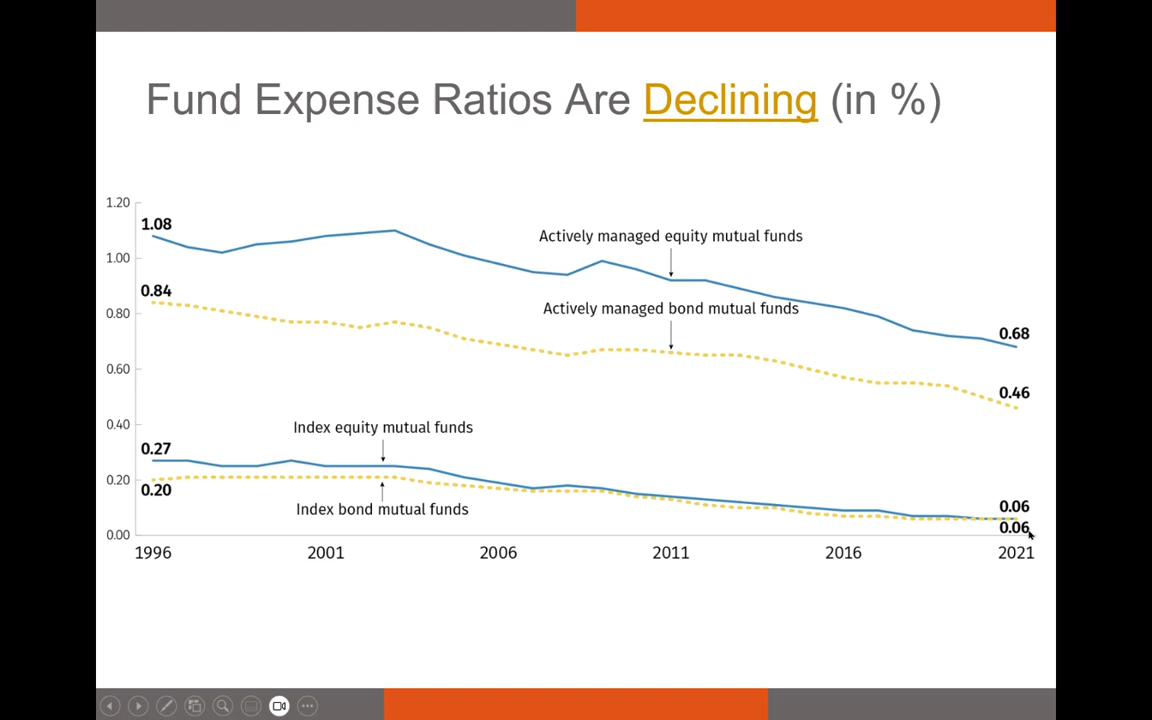 Fund Expense Ratios Are Declining (in %)
1.20
1.08
Actively managed equity mutual funds
1.00
0.84
Actively managed bond mutual funds
0.80
0.68
0.60
0.46
0.40
Index equity mutual funds
0.27
0.20
0.20
Index bond mutual funds
0.06
0.06
0.00
1996 2001 2006 2011 2016 2021